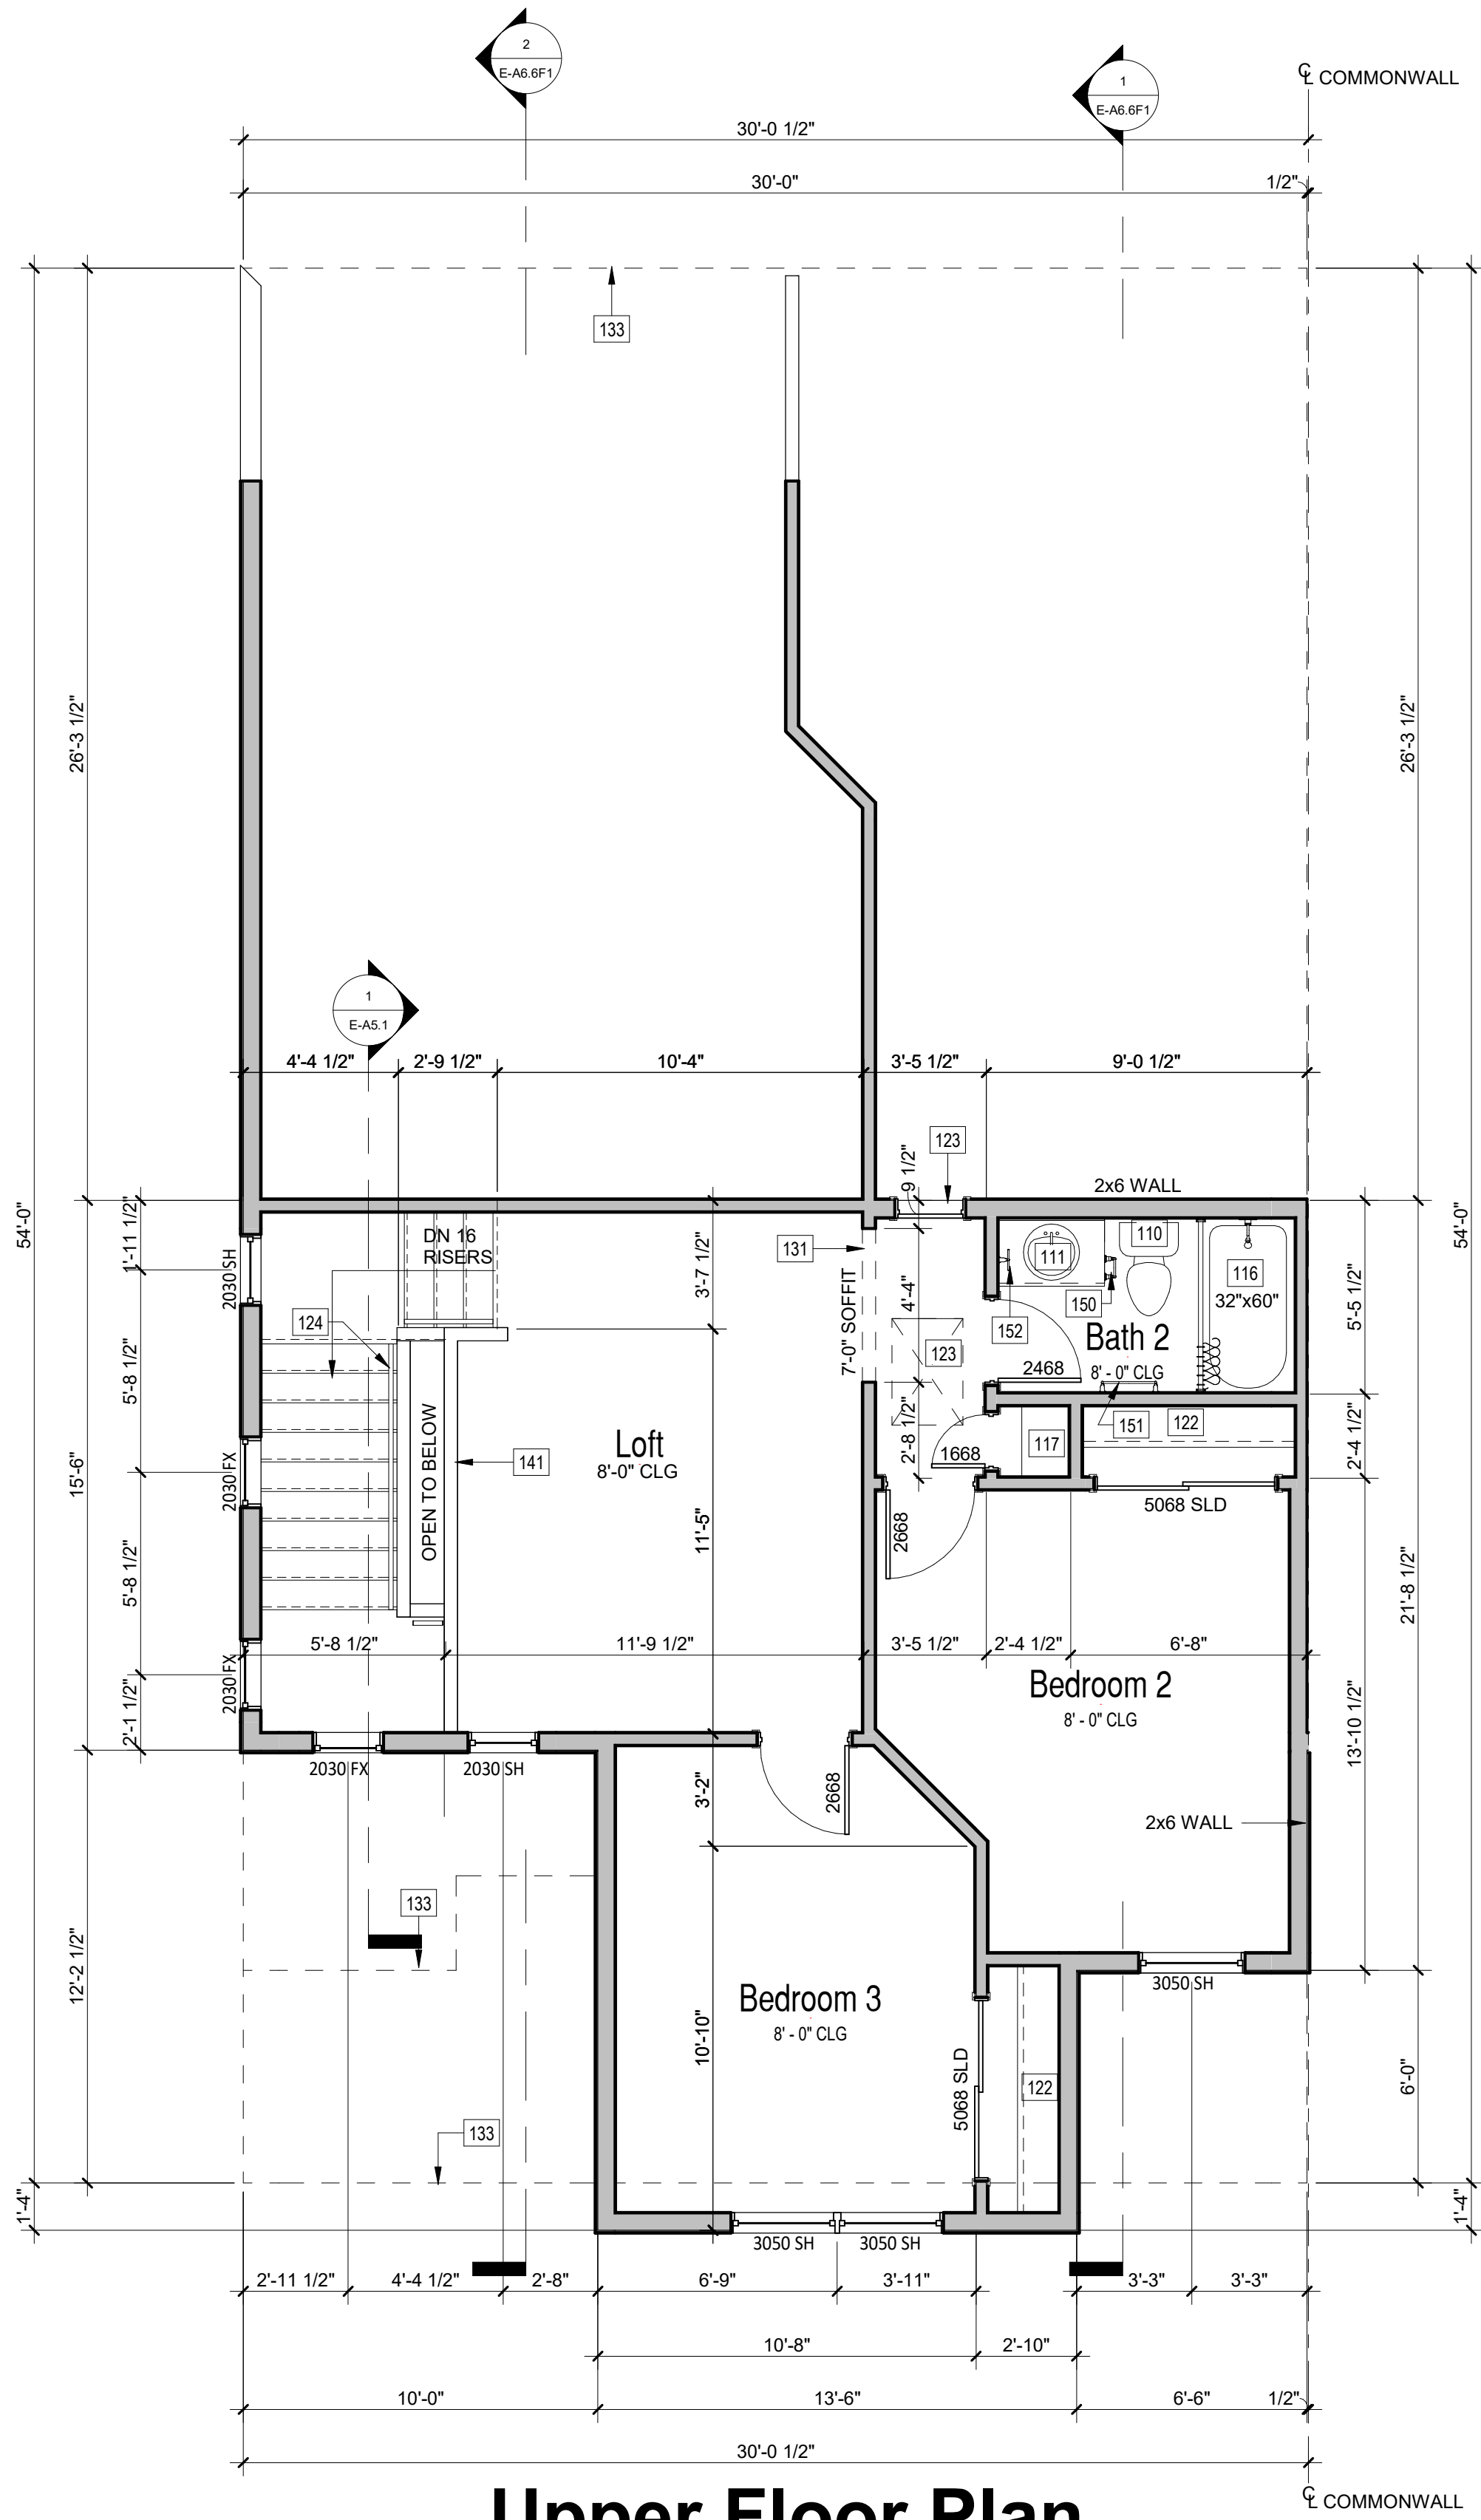 2
E-A6.6F1
1
E-A6.6F1
℄ COMMONWALL
30'-0 1/2"
30'-0"
1/2"
133
26'-3 1/2"
26'-3 1/2"
54'-0"
54'-0"
1
E-A5.1
4'-4 1/2"
2'-9 1/2"
10'-4"
3'-5 1/2"
9'-0 1/2"
123
9 1/2"
2x6 WALL
1'-11 1/2"
2030 SH
DN 16
RISERS
3'-7 1/2"
131
7'-0" SOFFIT
4'-4"
111
110
116
32"x60"
150
152
Bath 2
8' - 0" CLG
5'-5 1/2"
124
123
2468
151
122
2'-4 1/2"
5'-8 1/2"
15'-6"
2030 FX
OPEN TO BELOW
141
Loft
8'-0" CLG
11'-5"
2'-8 1/2"
1668
117
5068 SLD
2668
5'-8 1/2"
21'-8 1/2"
13'-10 1/2"
5'-8 1/2"
11'-9 1/2"
3'-5 1/2"
2'-4 1/2"
6'-8"
Bedroom 2
8' - 0" CLG
2030 FX
2'-1 1/2"
2030 FX
2030 SH
3'-2"
2668
2x6 WALL
133
12'-2 1/2"
3050 SH
Bedroom 3
8' - 0" CLG
10'-10"
5068 SLD
122
6'-0"
133
1'-4"
1'-4"
3050 SH
3050 SH
2'-11 1/2"
4'-4 1/2"
2'-8"
6'-9"
3'-11"
3'-3"
3'-3"
10'-8"
2'-10"
10'-0"
13'-6"
6'-6"
1/2"
30'-0 1/2"
Upper Floor Plan
℄ COMMONWALL